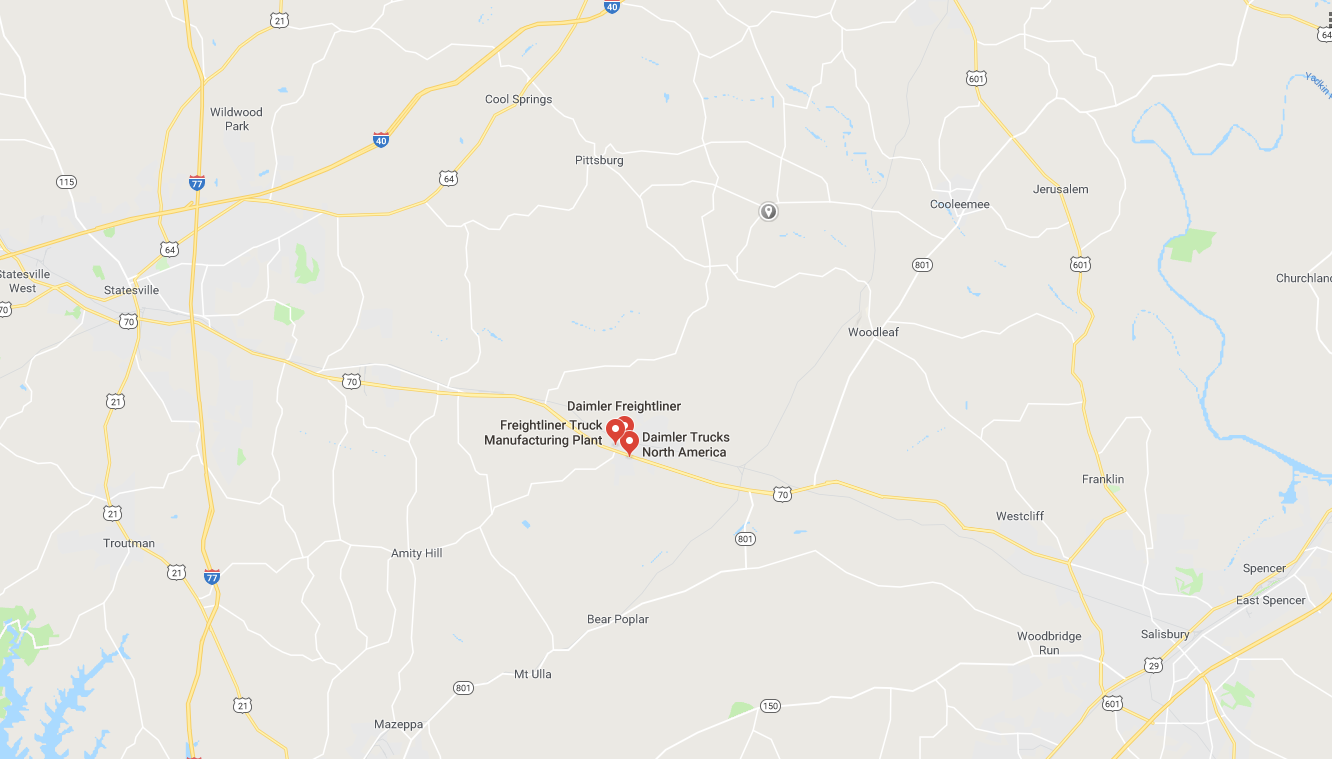 40
21
64
601
Yadkin
Cool Springs
Wildwood
Park
40
Pittsburg
64
77
115
Jerusalem
Cooleemee
64
801
601
Statesville
West
Statesville
Churchland
70
70
Woodleaf
70
21
Daimler Freightliner
Freightliner Truck
Manufacturing Plant
Daimler Trucks
North America
Franklin
70
21
Westcliff
801
Troutman
Amity Hill
21
77
Spencer
East Spencer
Bear Poplar
Woodbridge
Run
Salisbury
29
Mt Ulla
801
21
150
601
Mazeppa